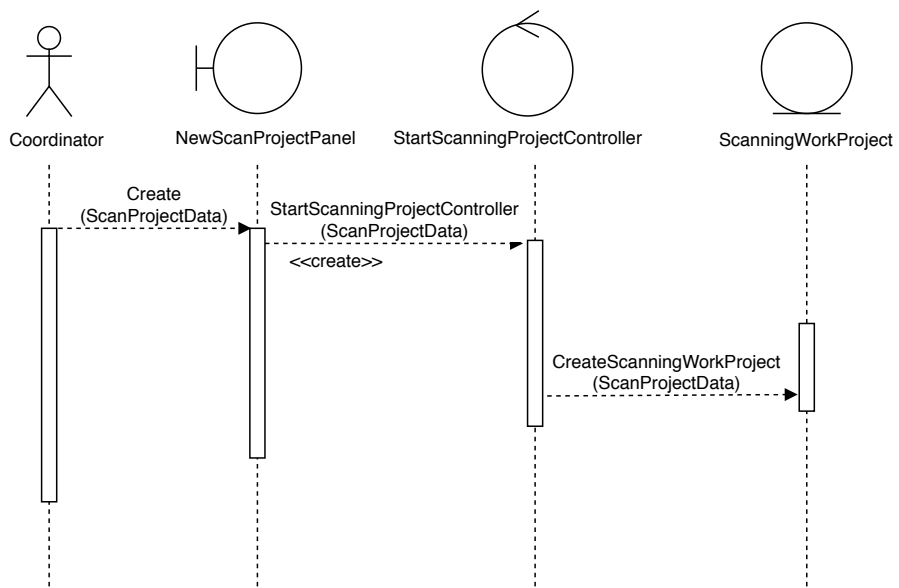 Coordinator
NewScanProjectPanel
StartScanningProjectController
ScanningWorkProject
Create
(ScanProjectData)
StartScanningProjectController
(ScanProjectData)
<<create>>
CreateScanningWorkProject
(ScanProjectData)